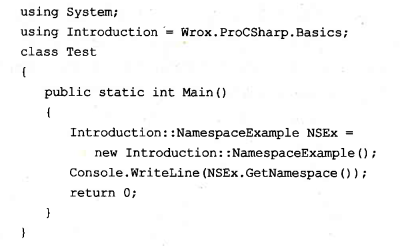 using System;
using Introduction = Wrox.ProCSharp.Basics;
class Test
{
public static int Main()
{
Introduction::NamespaceExample NSEx =
new Introduction::NamespaceExample();
Console.WriteLine(NSEx.GetNamespace());
return 0;
}
}